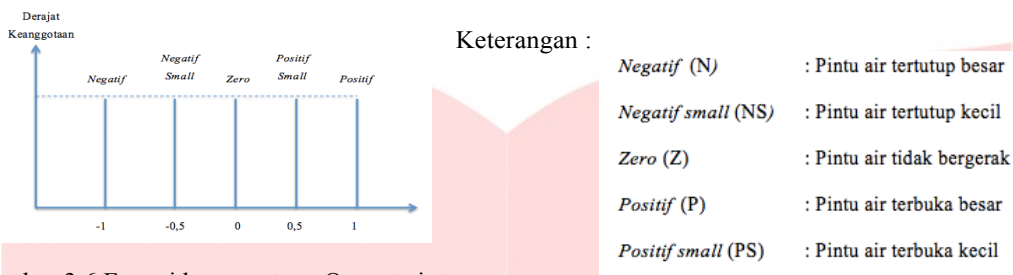 Derajat
Keanggotaan
Negatif
Negatif
Small
Zero
Positif
Small
Positif
-1
-0,5
0
0,5
1
Keterangan :
Negatif (N) : Pintu air tertutup besar
Negatif small (NS) : Pintu air tertutup kecil
Zero (Z) : Pintu air tidak bergerak
Positif (P) : Pintu air terbuka besar
Positif small (PS) : Pintu air terbuka kecil